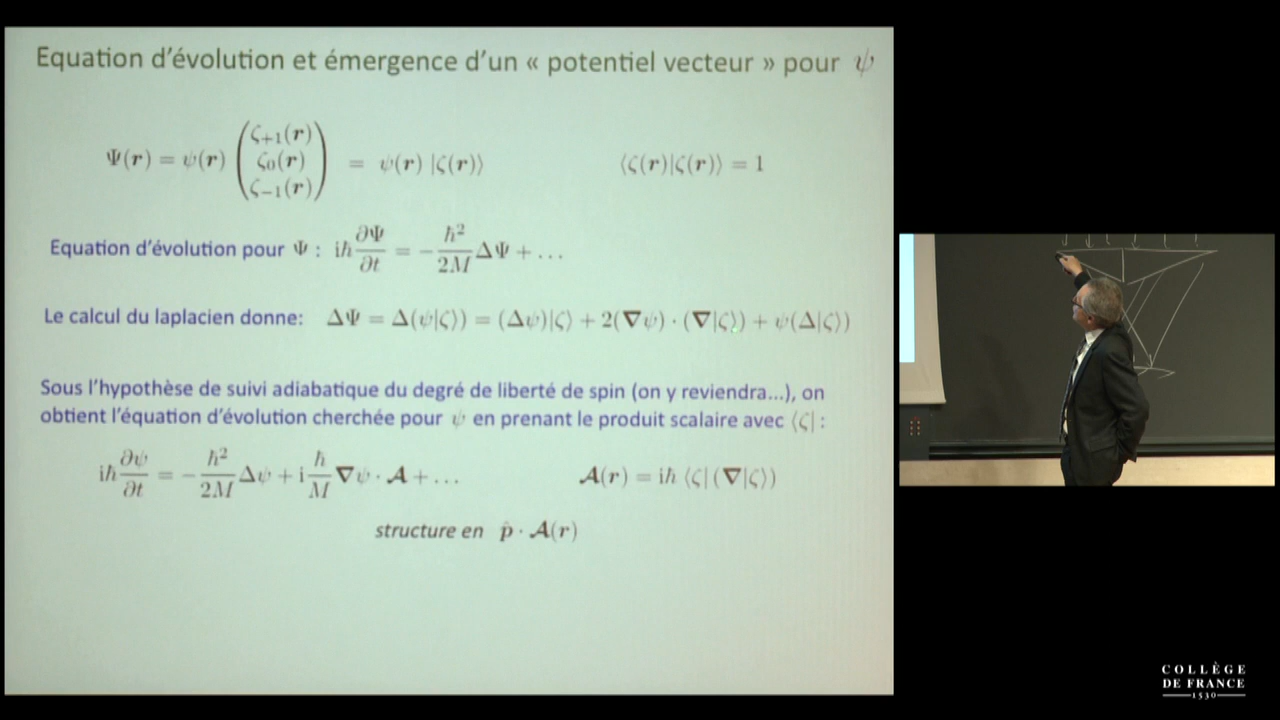 Equation d'évolution et émergence d'un « potentiel vecteur » pour ψ
Ψ(r) = ψ(r) (ζ₊₁(r) ζ₀(r) ζ₋₁(r)) = ψ(r) |ζ(r)⟩ ⟨ζ(r)|ζ(r)⟩ = 1
Equation d'évolution pour Ψ : iℏ ∂Ψ/∂t = −ℏ²/2M ΔΨ + …
Le calcul du laplacien donne: ΔΨ = Δ(ψ|ζ⟩) = (Δψ)|ζ⟩ + 2(∇ψ) · (∇|ζ⟩) + ψ(Δ|ζ⟩)
Sous l'hypothèse de suivi adiabatique du degré de liberté de spin (on y reviendra...), on
obtient l'équation d'évolution cherchée pour ψ en prenant le produit scalaire avec ⟨ζ| :
iℏ ∂ψ/∂t = −ℏ²/2M Δψ + i ℏ/M ∇ψ · 𝓐 + … 𝓐(r) = iℏ ⟨ζ| (∇|ζ⟩)
structure en p̂ · 𝓐(r)
COLLÈGE
DE FRANCE
1530